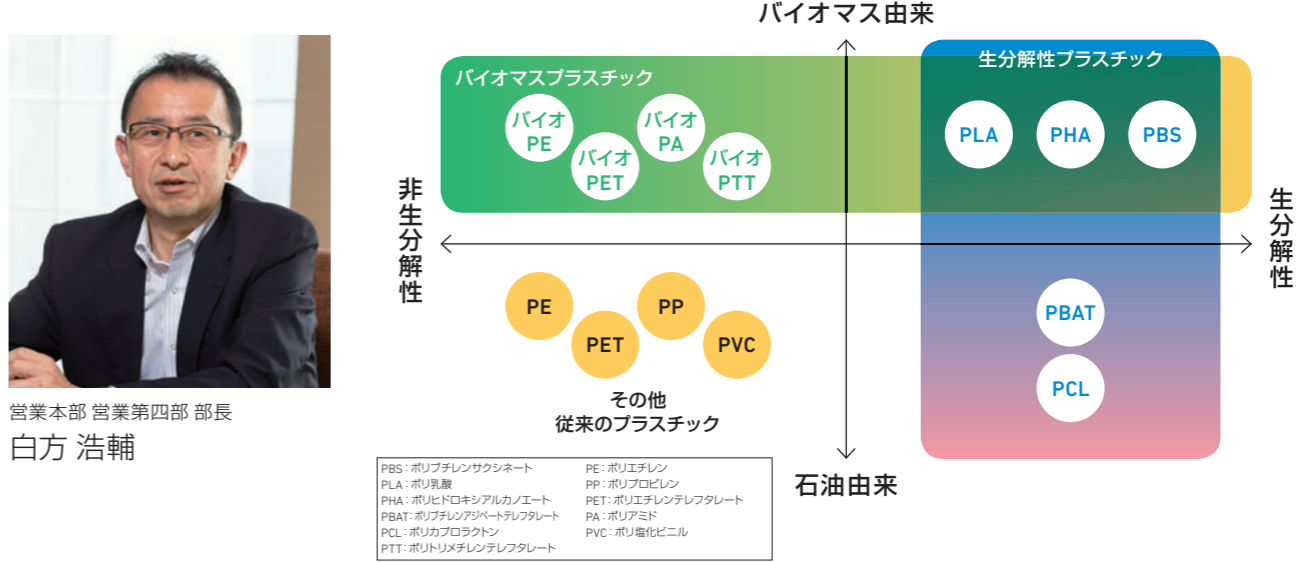 営業本部 営業第四部 部長
白方 浩輔
バイオマス由来
バイオマスプラスチック
生分解性プラスチック
バイオ
PE
バイオ
PET
バイオ
PA
バイオ
PTT
PLA
PHA
PBS
非生分解性
生分解性
PE
PET
PP
PVC
その他
従来のプラスチック
PBAT
PCL
石油由来
PBS：ポリブチレンサクシネート
PLA：ポリ乳酸
PHA：ポリヒドロキシアルカノエート
PBAT：ポリブチレンアジペートテレフタレート
PCL：ポリカプロラクトン
PTT：ポリトリメチレンテレフタレート
PE：ポリエチレン
PP：ポリプロピレン
PET：ポリエチレンテレフタレート
PA：ポリアミド
PVC：ポリ塩化ビニル